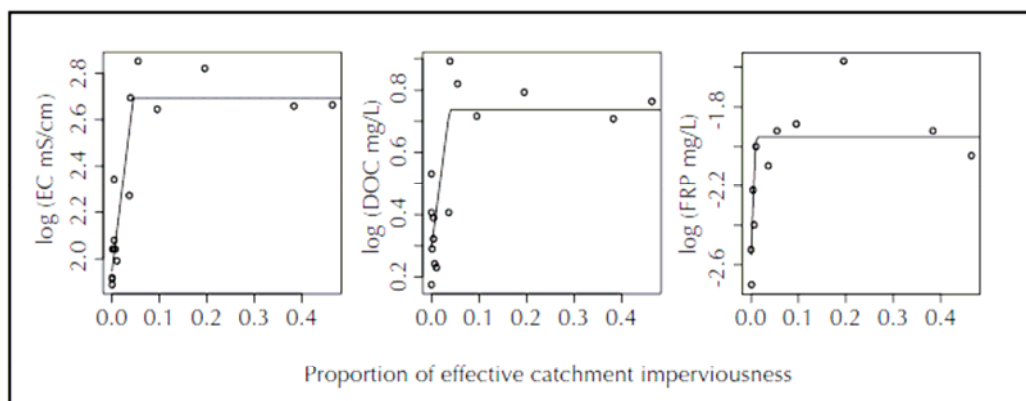 log (EC mS/cm)
2.0 2.2 2.4 2.6 2.8
0.0 0.1 0.2 0.3 0.4
log (DOC mg/L)
0.2 0.4 0.6 0.8
0.0 0.1 0.2 0.3 0.4
log (FRP mg/L)
-2.6 -2.2 -1.8
0.0 0.1 0.2 0.3 0.4
Proportion of effective catchment imperviousness